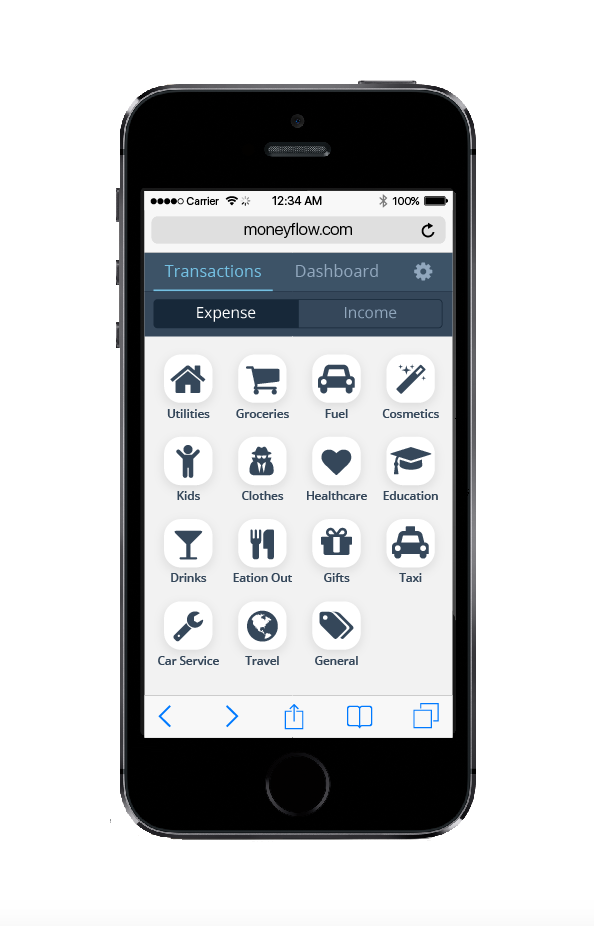 Carrier 12:34 AM 100%
moneyflow.com
Transactions Dashboard
Expense Income
Utilities Groceries Fuel Cosmetics
Kids Clothes Healthcare Education
Drinks Eation Out Gifts Taxi
Car Service Travel General